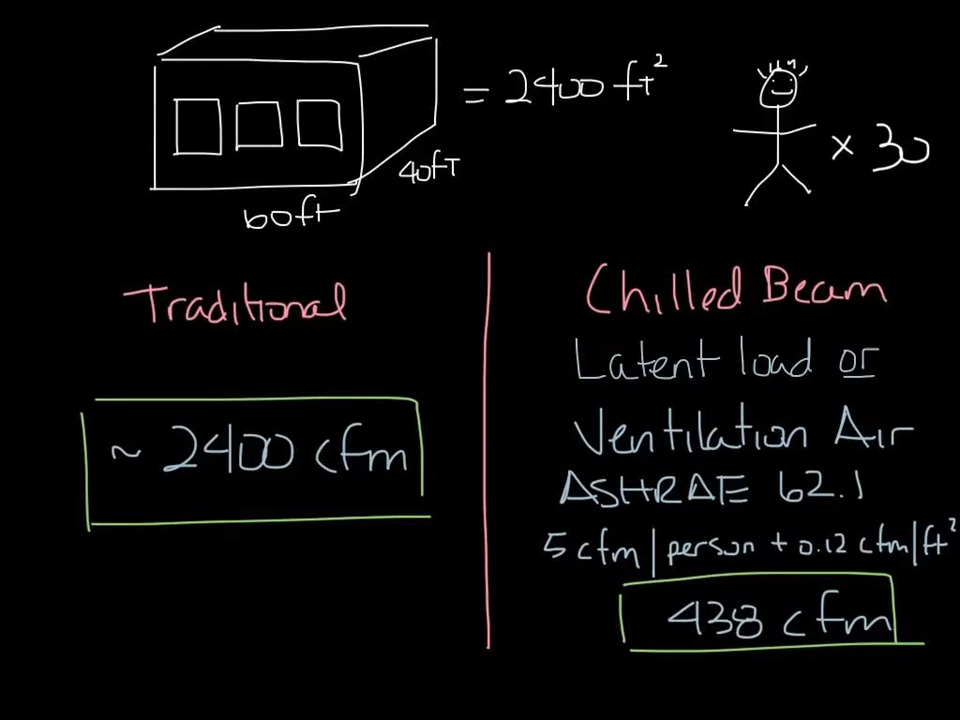 = 2400 ft²
40ft
60ft
x 30
Traditional
~ 2400 cfm
Chilled Beam
Latent load or
Ventilation Air
ASHRAE 62.1
5 cfm/person + 0.12 cfm/ft²
438 cfm